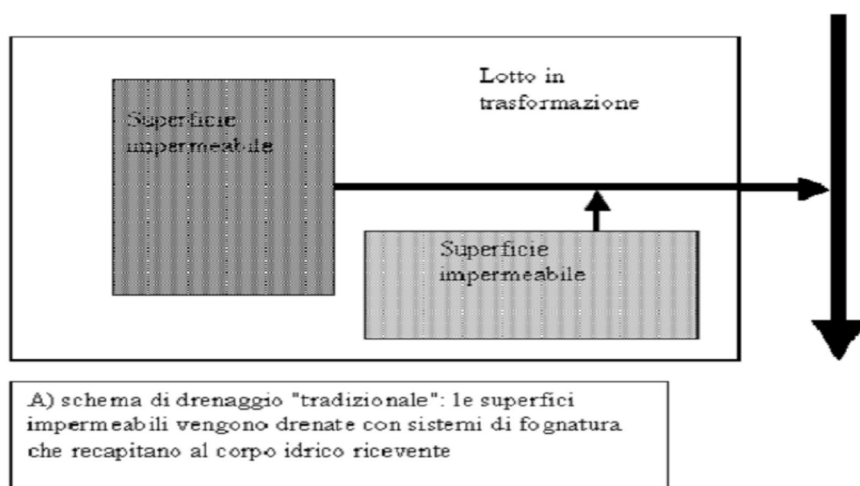 Lotto in
trasformazione
Superficie
impermeabile
Superficie
impermeabile
A) schema di drenaggio "tradizionale": le superfici
impermeabili vengono drenate con sistemi di fognatura
che recapitano al corpo idrico ricevente